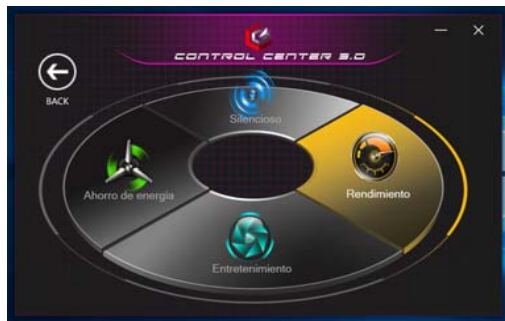 CONTROL CENTER 3.0
BACK
Silencioso
Ahorro de energía
Rendimiento
Entretenimiento